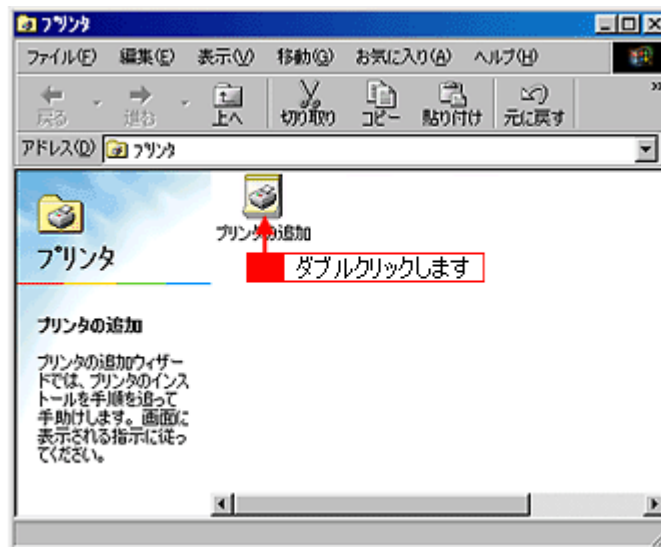 プリンタ
ファイル(F) 編集(E) 表示(V) 移動(G) お気に入り(A) ヘルプ(H)
戻る 進む 上へ 切り取り コピー 貼り付け 元に戻す »
アドレス(D) プリンタ
プリンタの追加
ダブルクリックします
プリンタ
プリンタの追加
プリンタの追加ウィザー
ドでは、プリンタのインス
トールを手順を追って
手助けします。画面に
表示される指示に従っ
てください。